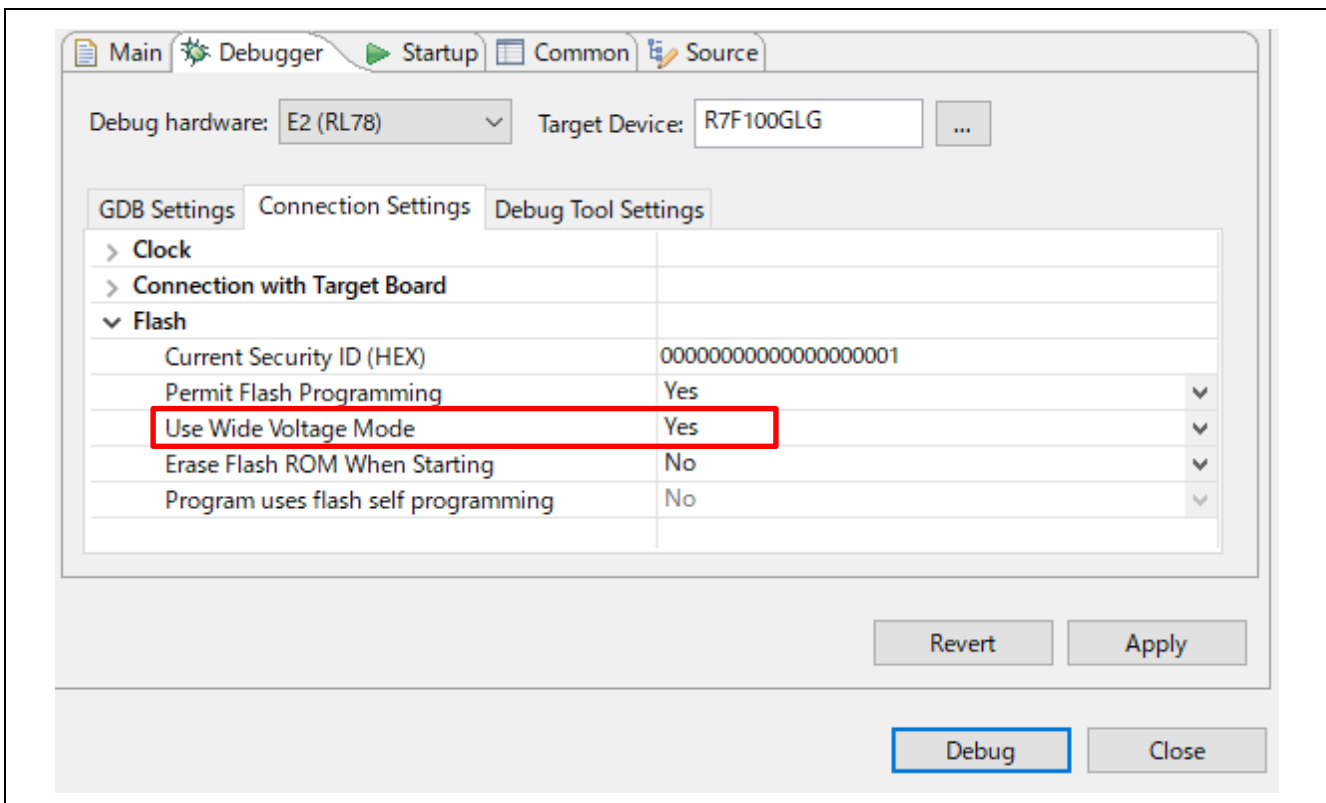 Main Debugger Startup Common Source
Debug hardware: E2 (RL78) Target Device: R7F100GLG ...
GDB Settings Connection Settings Debug Tool Settings
Clock
Connection with Target Board
Flash
Current Security ID (HEX) 00000000000000000001
Permit Flash Programming Yes
Use Wide Voltage Mode Yes
Erase Flash ROM When Starting No
Program uses flash self programming No
Revert Apply
Debug Close